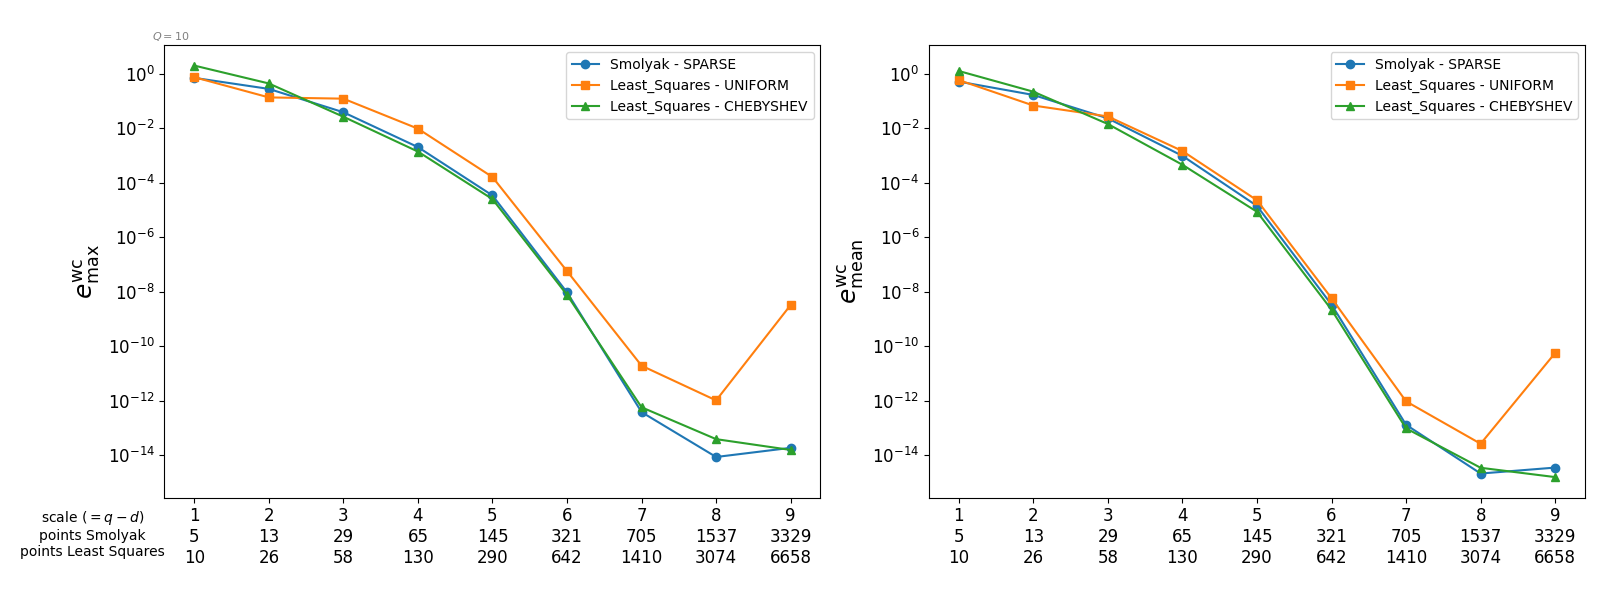 Q = 10
Smolyak - SPARSE
Least_Squares - UNIFORM
Least_Squares - CHEBYSHEV
10⁰
10⁻²
10⁻⁴
10⁻⁶
10⁻⁸
10⁻¹⁰
10⁻¹²
10⁻¹⁴
e^wc_max
scale (= q − d)
points Smolyak
points Least Squares
1 2 3 4 5 6 7 8 9
5 13 29 65 145 321 705 1537 3329
10 26 58 130 290 642 1410 3074 6658
Smolyak - SPARSE
Least_Squares - UNIFORM
Least_Squares - CHEBYSHEV
10⁰
10⁻²
10⁻⁴
10⁻⁶
10⁻⁸
10⁻¹⁰
10⁻¹²
10⁻¹⁴
e^wc_mean
1 2 3 4 5 6 7 8 9
5 13 29 65 145 321 705 1537 3329
10 26 58 130 290 642 1410 3074 6658